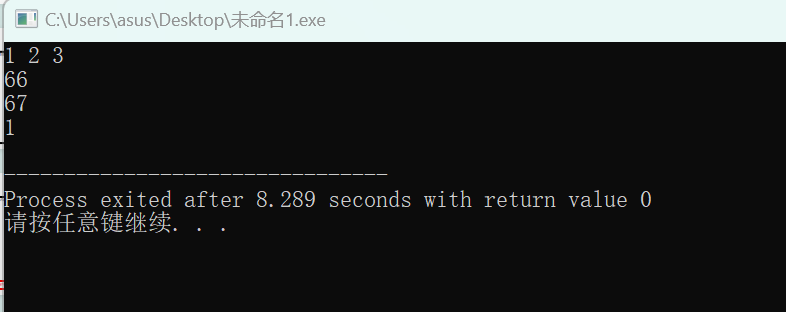 C:\Users\asus\Desktop\未命名1.exe
1 2 3
66
67
1
--------------------------------
Process exited after 8.289 seconds with return value 0
请按任意键继续. . .